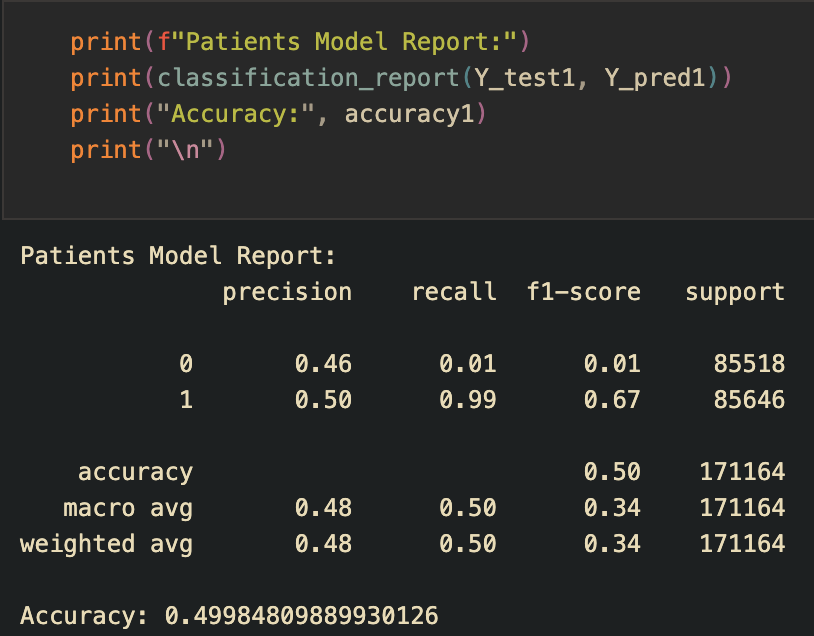 print(f"Patients Model Report:")
print(classification_report(Y_test1, Y_pred1))
print("Accuracy:", accuracy1)
print("\n")
Patients Model Report:
precision recall f1-score support
0 0.46 0.01 0.01 85518
1 0.50 0.99 0.67 85646
accuracy 0.50 171164
macro avg 0.48 0.50 0.34 171164
weighted avg 0.48 0.50 0.34 171164
Accuracy: 0.49984809889930126